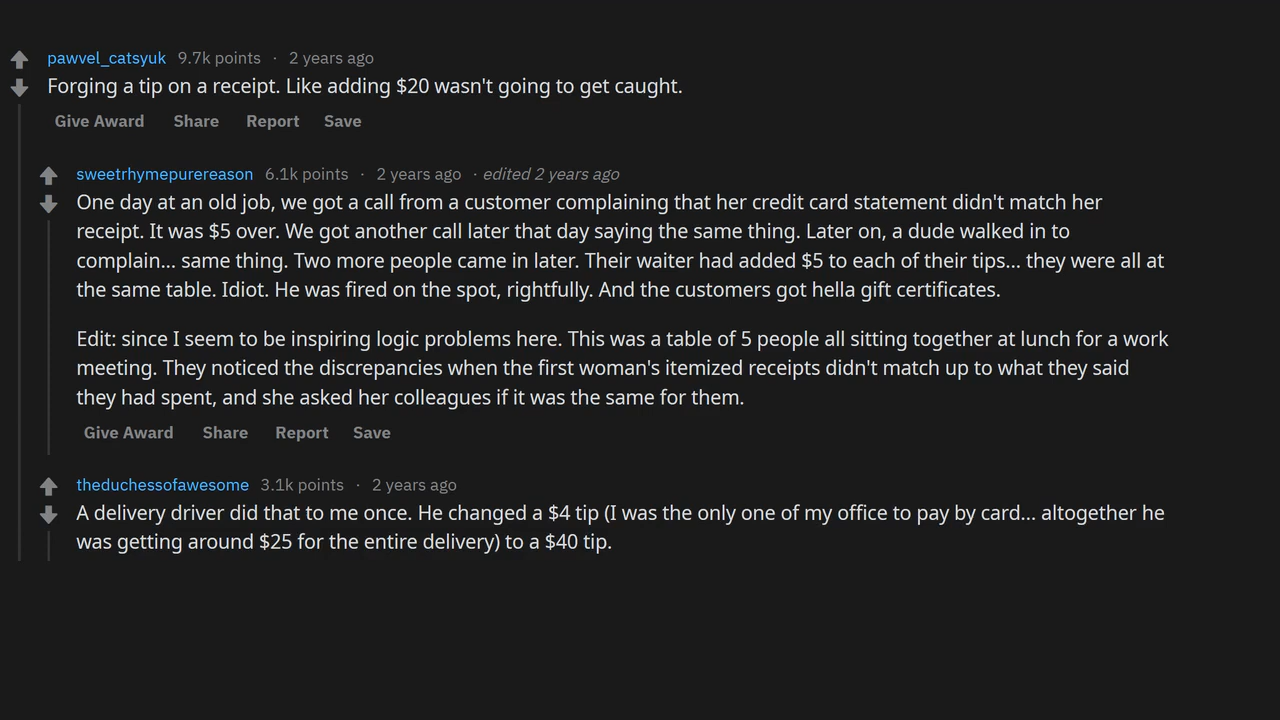 pawvel_catsyuk 9.7k points · 2 years ago
Forging a tip on a receipt. Like adding $20 wasn't going to get caught.
Give Award Share Report Save
sweetrhymepurereason 6.1k points · 2 years ago · edited 2 years ago
One day at an old job, we got a call from a customer complaining that her credit card statement didn't match her
receipt. It was $5 over. We got another call later that day saying the same thing. Later on, a dude walked in to
complain... same thing. Two more people came in later. Their waiter had added $5 to each of their tips... they were all at
the same table. Idiot. He was fired on the spot, rightfully. And the customers got hella gift certificates.
Edit: since I seem to be inspiring logic problems here. This was a table of 5 people all sitting together at lunch for a work
meeting. They noticed the discrepancies when the first woman's itemized receipts didn't match up to what they said
they had spent, and she asked her colleagues if it was the same for them.
Give Award Share Report Save
theduchessofawesome 3.1k points · 2 years ago
A delivery driver did that to me once. He changed a $4 tip (I was the only one of my office to pay by card... altogether he
was getting around $25 for the entire delivery) to a $40 tip.